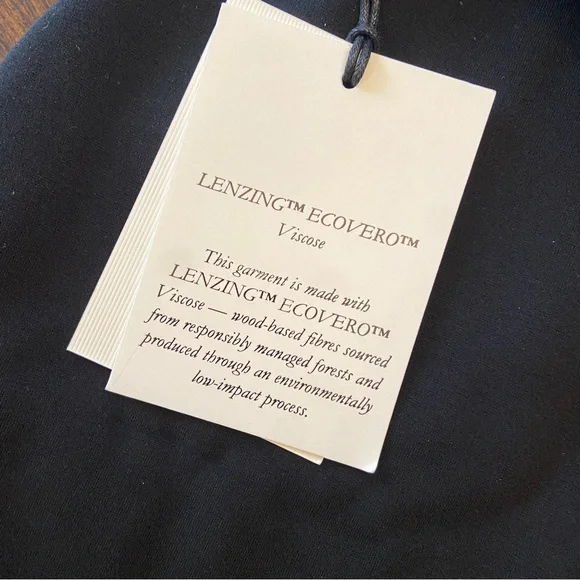 LENZING™ ECOVERO™
Viscose
This garment is made with
LENZING™ ECOVERO™
Viscose — wood-based fibres sourced
from responsibly managed forests and
produced through an environmentally
low-impact process.